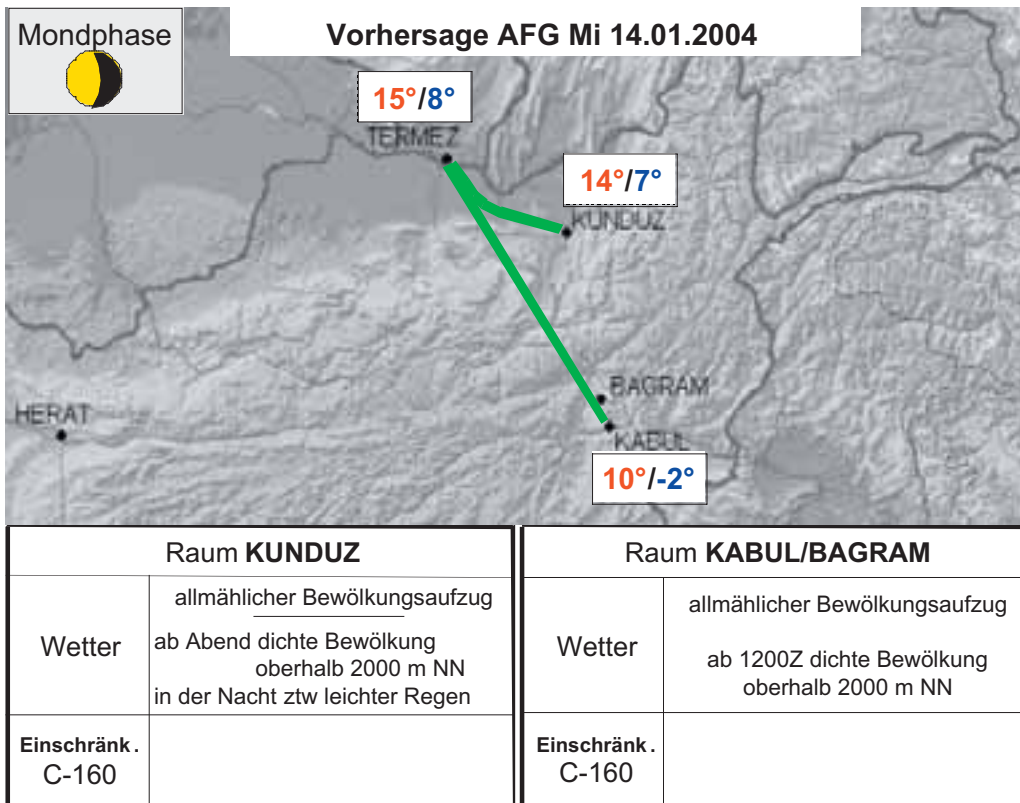 Mondphase
Vorhersage AFG Mi 14.01.2004
15°/8°
TERMEZ
14°/7°
KUNDUZ
BAGRAM
HERAT
KABUL
10°/-2°
Raum KUNDUZ
Wetter
allmählicher Bewölkungsaufzug
ab Abend dichte Bewölkung
oberhalb 2000 m NN
in der Nacht ztw leichter Regen
Einschränk.
C-160
Raum KABUL/BAGRAM
Wetter
allmählicher Bewölkungsaufzug
ab 1200Z dichte Bewölkung
oberhalb 2000 m NN
Einschränk.
C-160